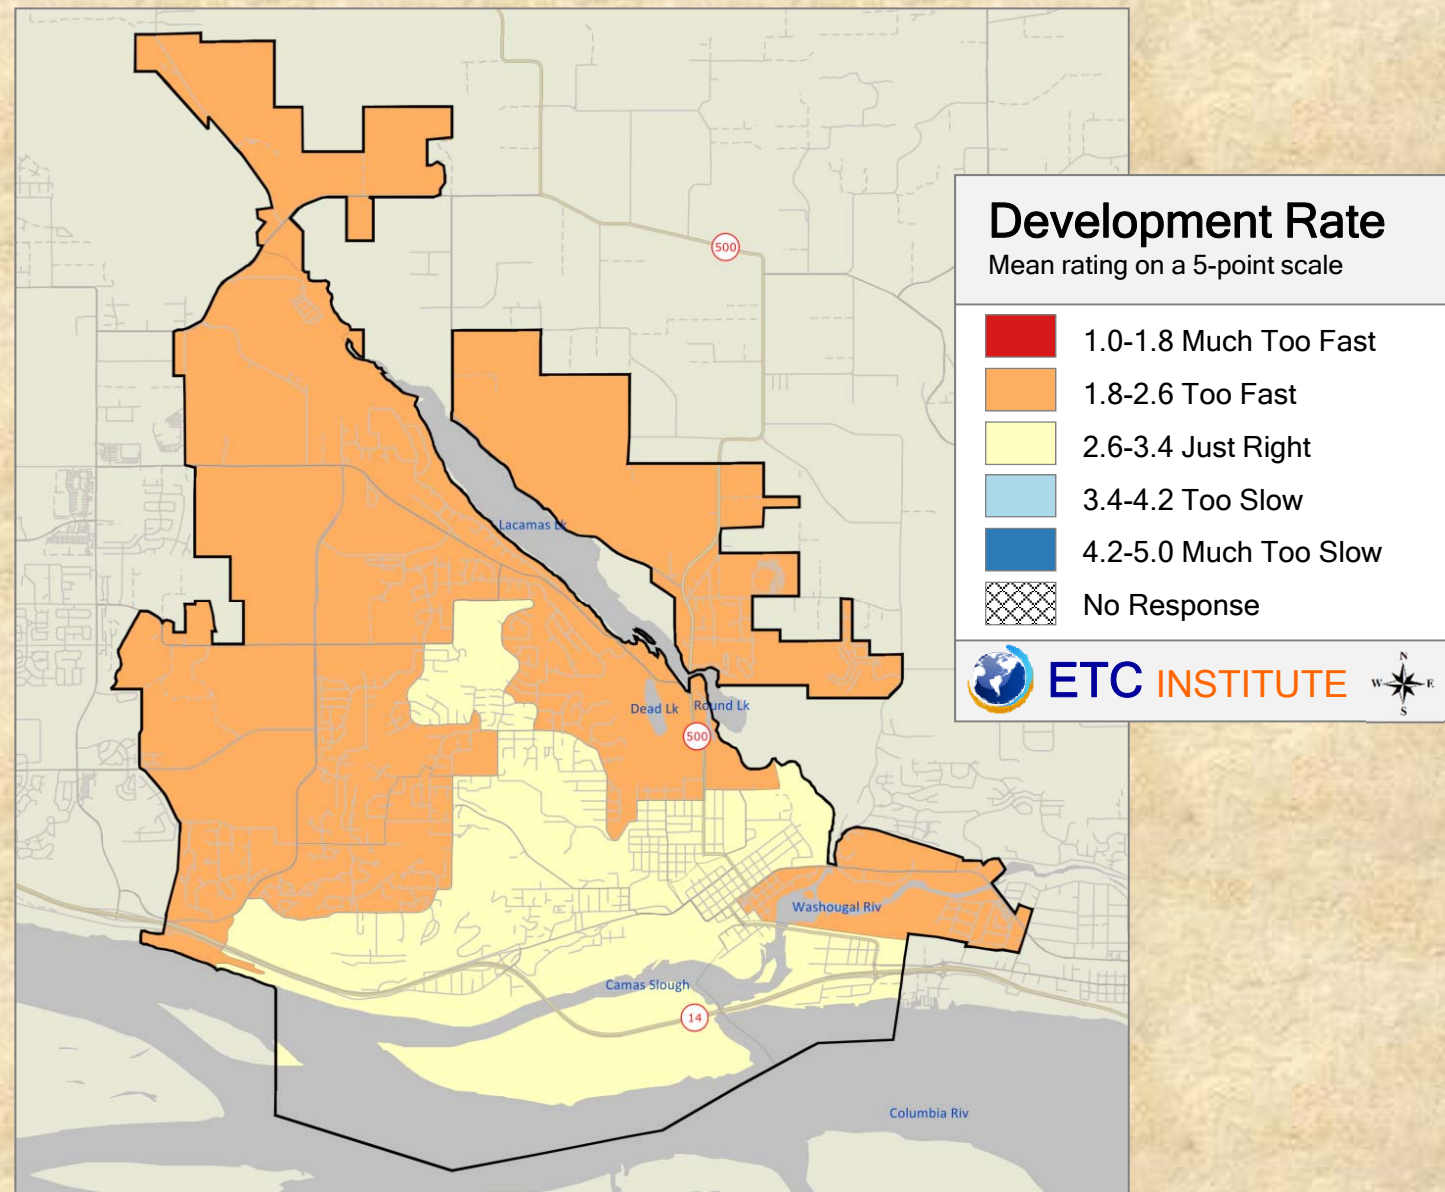 500
Development Rate
Mean rating on a 5-point scale
1.0-1.8 Much Too Fast
1.8-2.6 Too Fast
2.6-3.4 Just Right
3.4-4.2 Too Slow
4.2-5.0 Much Too Slow
No Response
ETC INSTITUTE
N
W E
S
Lacamas Lk
Dead Lk
Round Lk
500
Washougal Riv
Camas Slough
14
Columbia Riv